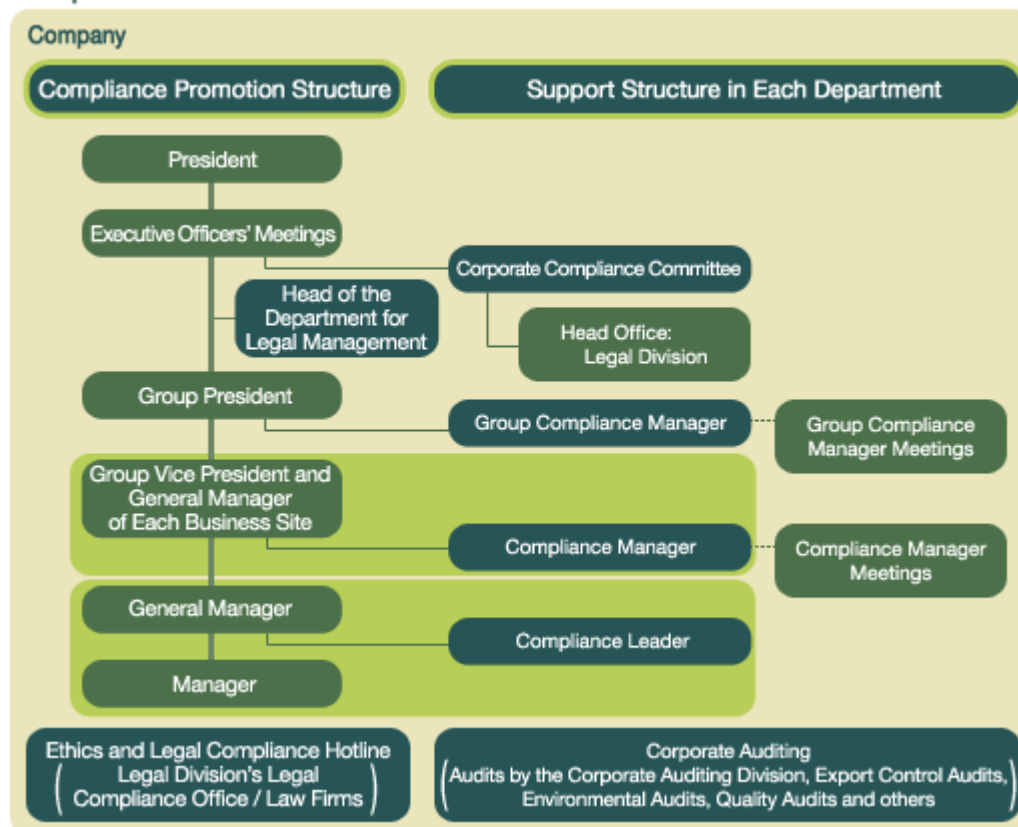 Company
Compliance Promotion Structure
Support Structure in Each Department
President
Executive Officers' Meetings
Corporate Compliance Committee
Head of the
Department for
Legal Management
Head Office:
Legal Division
Group President
Group Compliance Manager
Group Compliance
Manager Meetings
Group Vice President and
General Manager
of Each Business Site
Compliance Manager
Compliance Manager
Meetings
General Manager
Compliance Leader
Manager
Ethics and Legal Compliance Hotline
(Legal Division's Legal
Compliance Office / Law Firms)
Corporate Auditing
(Audits by the Corporate Auditing Division, Export Control Audits,
Environmental Audits, Quality Audits and others)